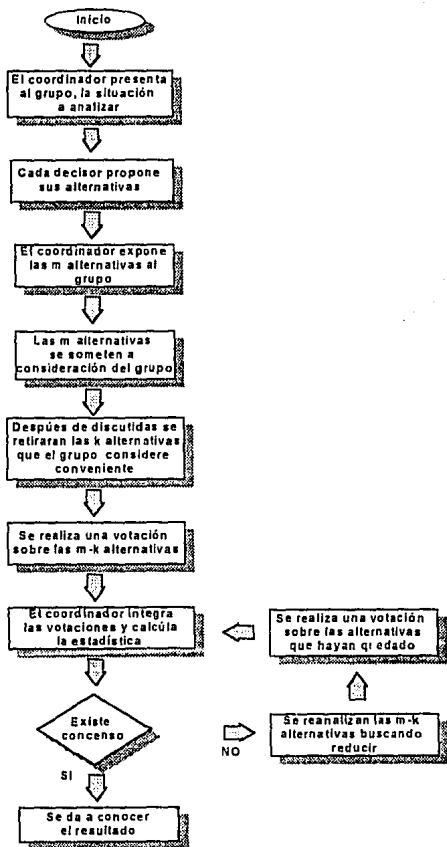 Inicio
El coordinador presenta
al grupo, la situación
a analizar
Cada decisor propone
sus alternativas
El coordinador expone
las m alternativas al
grupo
Las m alternativas
se someten a
consideración del grupo
Despúes de discutidas se
retiraran las k alternativas
que el grupo considere
conveniente
Se realiza una votación
sobre las m-k alternativas
El coordinador integra
las votaciones y calcúla
la estadística
Se realiza una votación
sobre las alternativas
que hayan quedado
Existe
concenso
NO
Se reanalizan las m-k
alternativas buscando
reducir
SI
Se da a conocer
el resultado